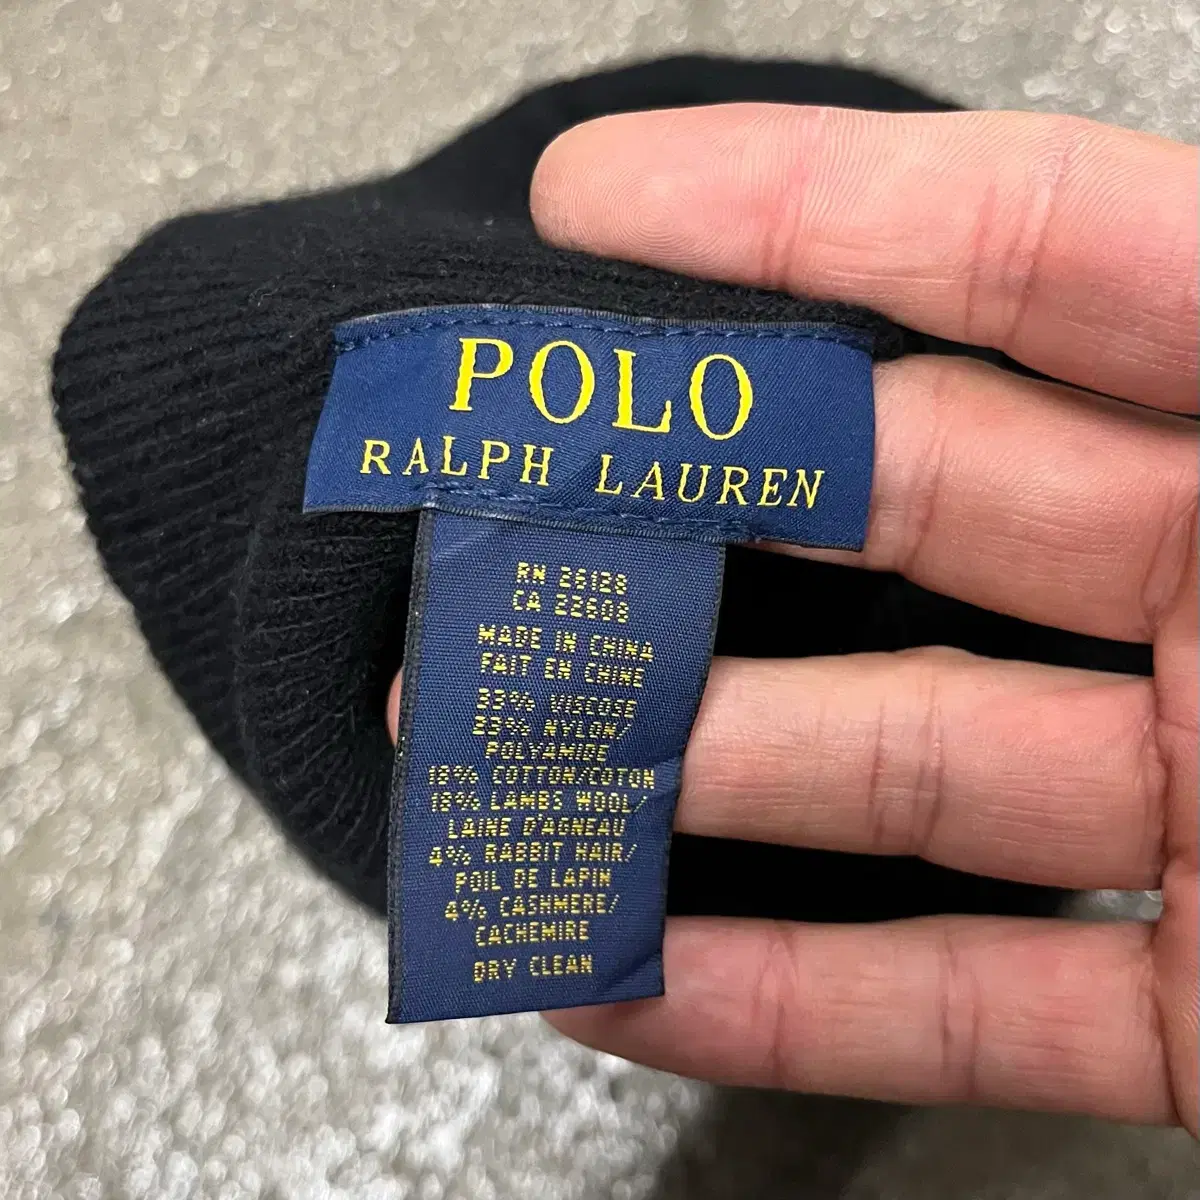 POLO
RALPH LAUREN
RN 26128
CA 22608
MADE IN CHINA
FAIT EN CHINE
33% VISCOSE
23% NYLON/
POLYAMIDE
18% COTTON/COTON
18% LAMBS WOOL/
LAINE D'AGNEAU
4% RABBIT HAIR/
POIL DE LAPIN
4% CASHMERE/
CACHEMIRE
DRY CLEAN